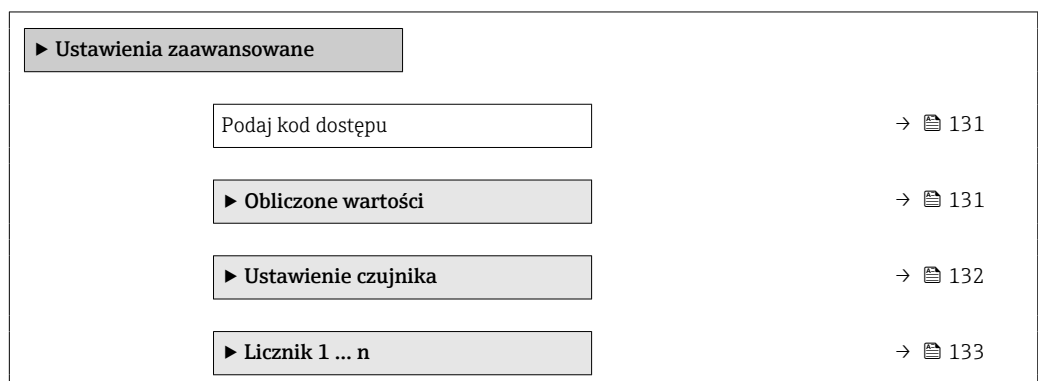 ▶ Ustawienia zaawansowane
Podaj kod dostępu → 131
▶ Obliczone wartości → 131
▶ Ustawienie czujnika → 132
▶ Licznik 1 … n → 133